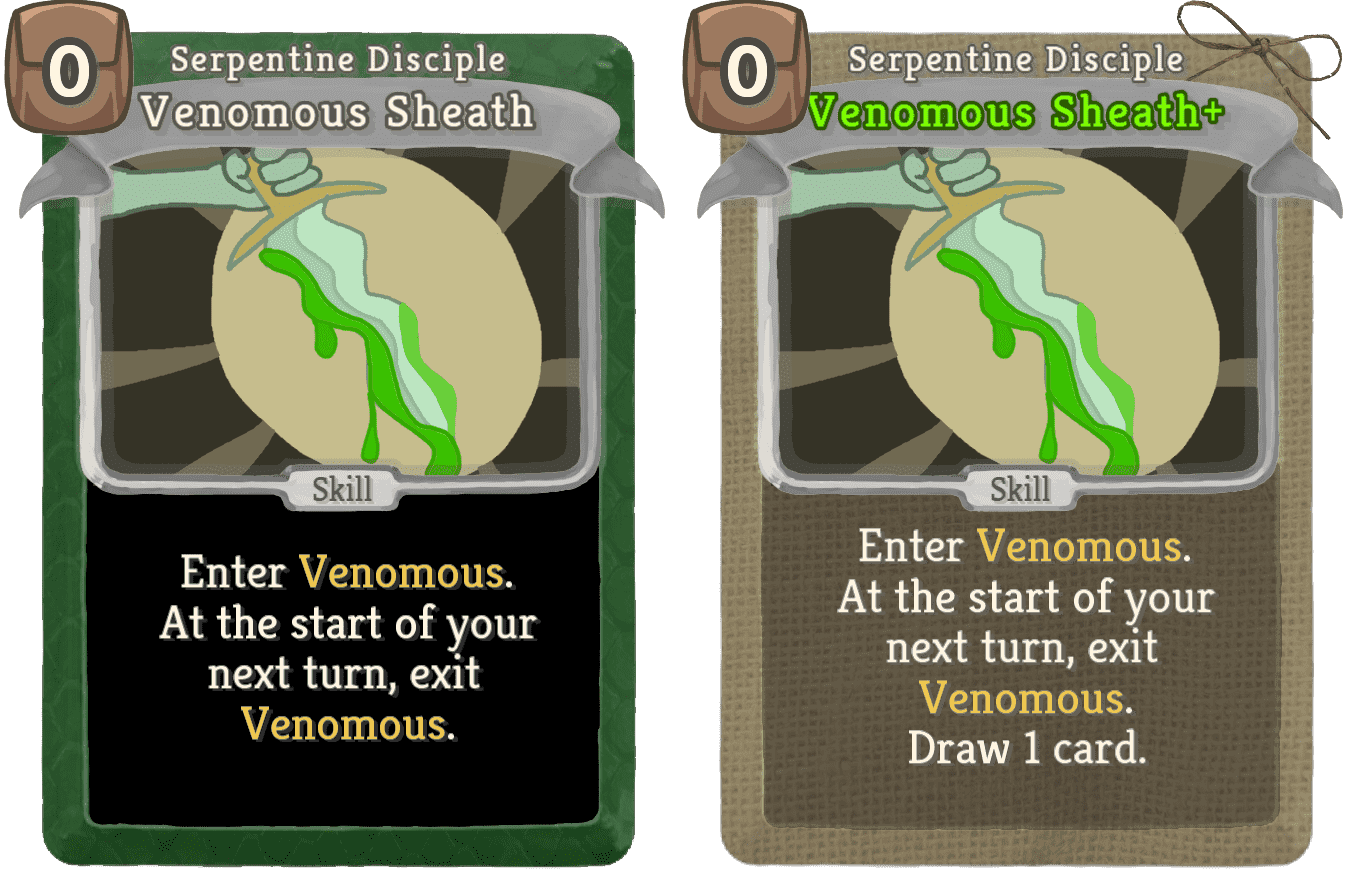 0
Serpentine Disciple
Venomous Sheath
Skill
Enter Venomous.
At the start of your
next turn, exit
Venomous.
0
Serpentine Disciple
Venomous Sheath+
Skill
Enter Venomous.
At the start of your
next turn, exit
Venomous.
Draw 1 card.